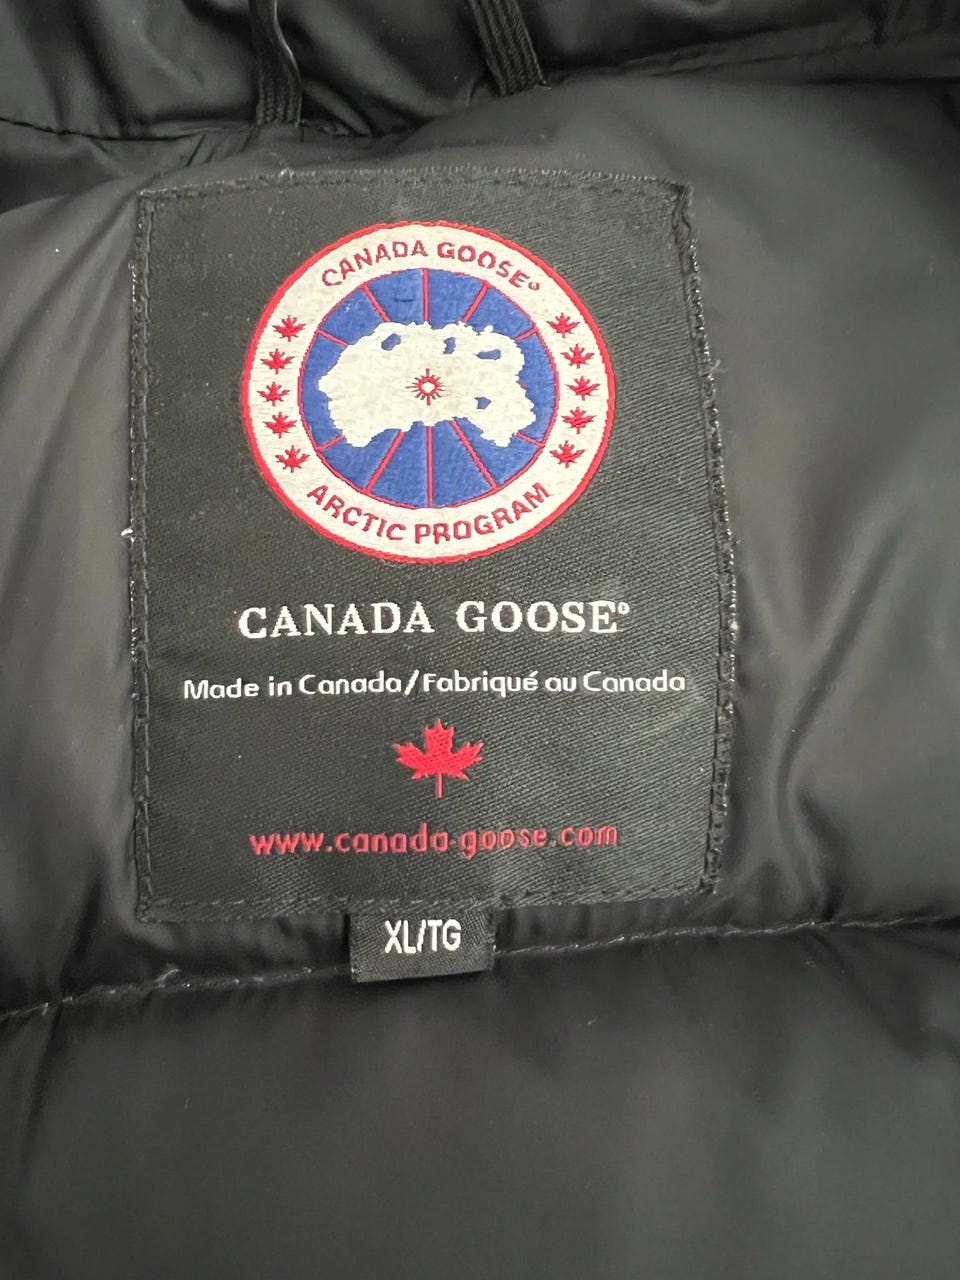 CANADA GOOSE®
ARCTIC PROGRAM
CANADA GOOSE®
Made in Canada/Fabriqué au Canada
www.canada-goose.com
XL/TG